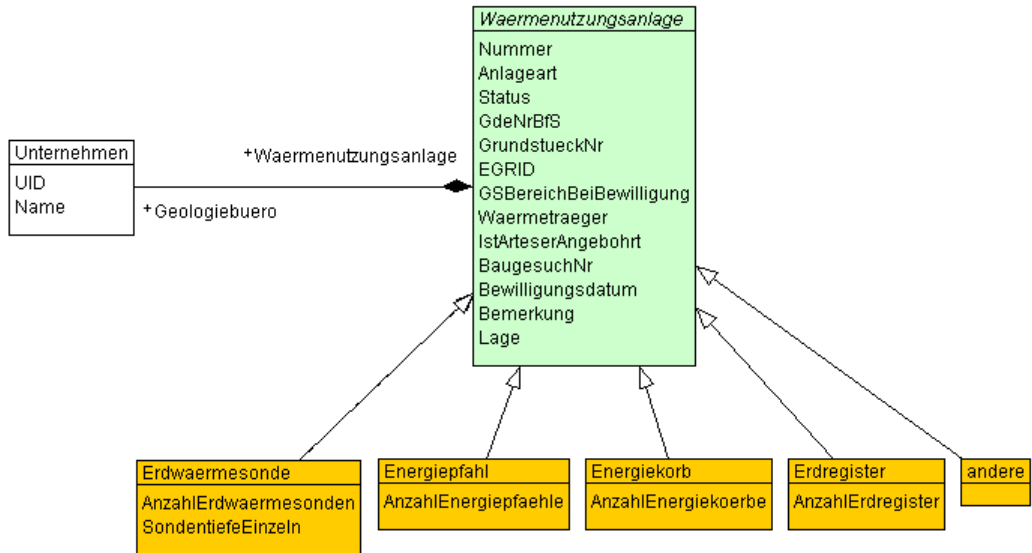 Waermenutzungsanlage
Nummer
Anlageart
Status
GdeNrBfS
GrundstueckNr
EGRID
GSBereichBeiBewilligung
Waermetraeger
IstArteserAngebohrt
BaugesuchNr
Bewilligungsdatum
Bemerkung
Lage
Unternehmen
UID
Name
+Waermenutzungsanlage
+Geologiebuero
Erdwaermesonde
AnzahlErdwaermesonden
SondentiefeEinzeln
Energiepfahl
AnzahlEnergiepfaehle
Energiekorb
AnzahlEnergiekoerbe
Erdregister
AnzahlErdregister
andere